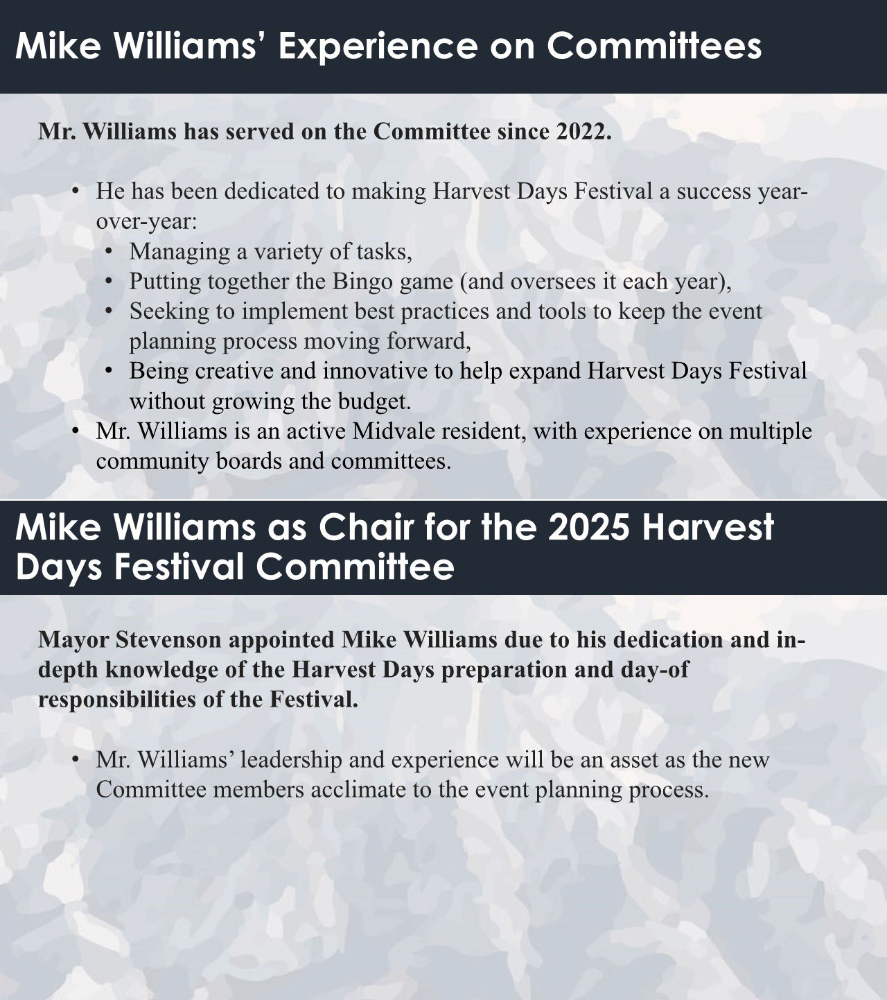 Mike Williams’ Experience on Committees
Mr. Williams has served on the Committee since 2022.
• He has been dedicated to making Harvest Days Festival a success year-
over-year:
• Managing a variety of tasks,
• Putting together the Bingo game (and oversees it each year),
• Seeking to implement best practices and tools to keep the event
planning process moving forward,
• Being creative and innovative to help expand Harvest Days Festival
without growing the budget.
• Mr. Williams is an active Midvale resident, with experience on multiple
community boards and committees.
Mike Williams as Chair for the 2025 Harvest
Days Festival Committee
Mayor Stevenson appointed Mike Williams due to his dedication and in-
depth knowledge of the Harvest Days preparation and day-of
responsibilities of the Festival.
• Mr. Williams’ leadership and experience will be an asset as the new
Committee members acclimate to the event planning process.